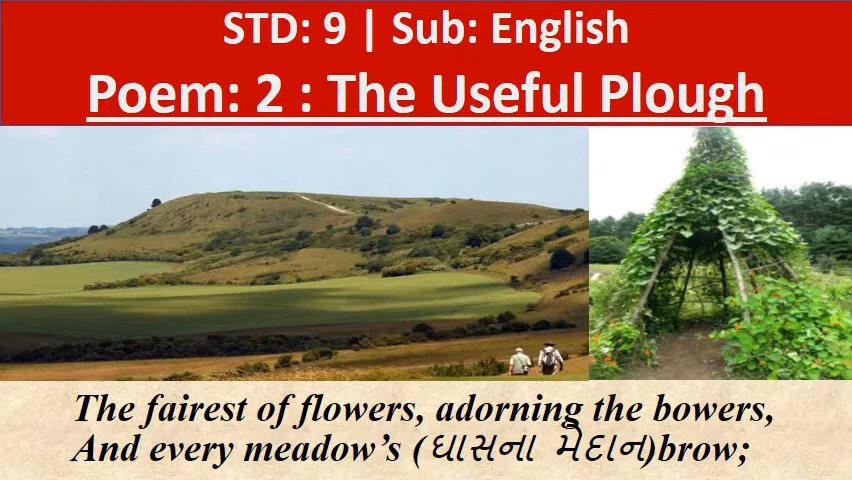 STD: 9 | Sub: English
Poem: 2 : The Useful Plough
The fairest of flowers, adorning the bowers,
And every meadow’s (ઘાસના મેદાન)brow;